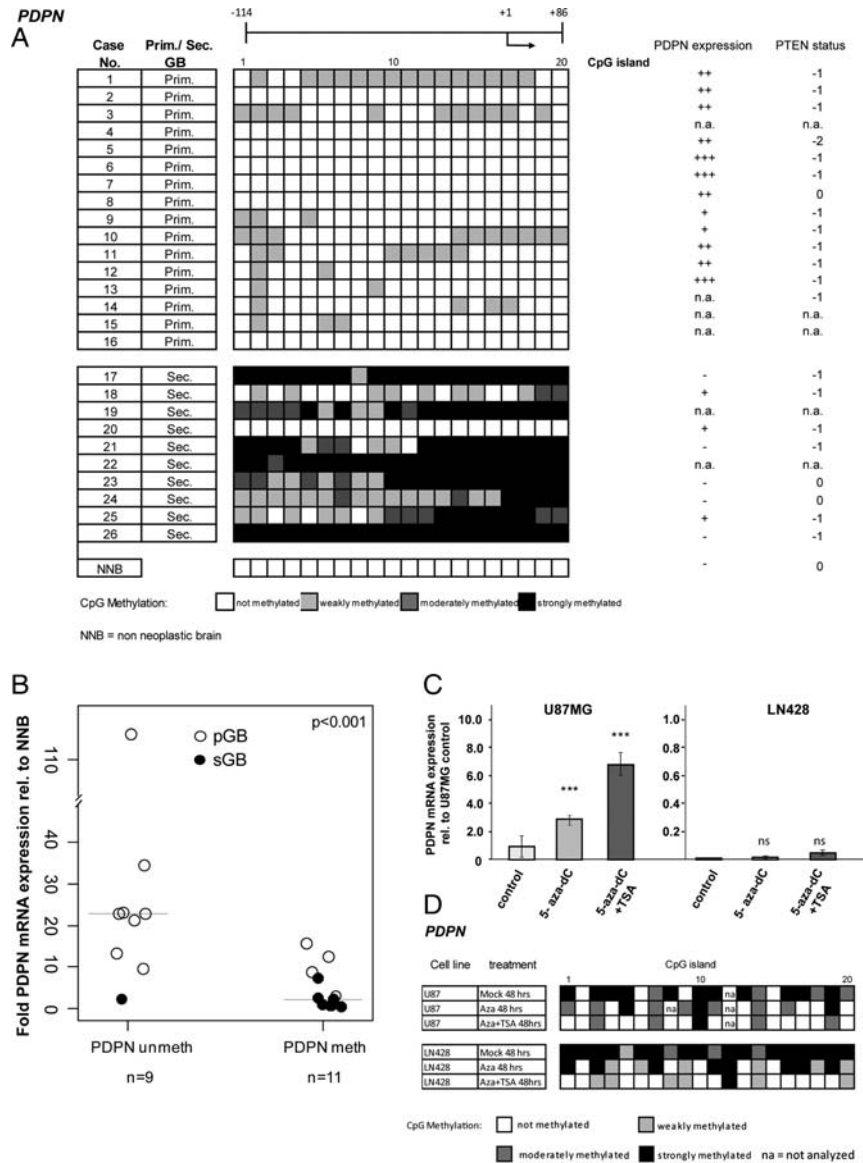 PDPN
-114 +1 +86
A
Case No. Prim./ Sec. GB 1 10 20 CpG island PDPN expression PTEN status
1 Prim. ++ -1
2 Prim. ++ -1
3 Prim. ++ -1
4 Prim. n.a. n.a.
5 Prim. ++ -2
6 Prim. +++ -1
7 Prim. +++ -1
8 Prim. ++ 0
9 Prim. + -1
10 Prim. + -1
11 Prim. ++ -1
12 Prim. ++ -1
13 Prim. +++ -1
14 Prim. n.a. -1
15 Prim. n.a. n.a.
16 Prim. n.a. n.a.
17 Sec. - -1
18 Sec. + -1
19 Sec. n.a. n.a.
20 Sec. + -1
21 Sec. - -1
22 Sec. n.a. n.a.
23 Sec. - 0
24 Sec. - 0
25 Sec. + -1
26 Sec. - -1
NNB - 0
CpG Methylation: not methylated weakly methylated moderately methylated strongly methylated
NNB = non neoplastic brain
B
Fold PDPN mRNA expression rel. to NNB
110
40
30
20
10
0
p<0.001
pGB
sGB
PDPN unmeth PDPN meth
n=9 n=11
C
U87MG LN428
PDPN mRNA expression
rel. to U87MG control
10.0
8.0
6.0
4.0
2.0
0
*** ***
control 5- aza-dC 5-aza-dC +TSA
1.0
0.8
0.6
0.4
0.2
ns ns
control 5- aza-dC 5-aza-dC +TSA
D
PDPN
Cell line treatment CpG island
1 10 20
U87 Mock 48 hrs na
U87 Aza 48 hrs na na
U87 Aza+TSA 48hrs na
LN428 Mock 48 hrs
LN428 Aza 48 hrs
LN428 Aza+TSA 48hrs
CpG Methylation: not methylated weakly methylated
moderately methylated strongly methylated na = not analyzed